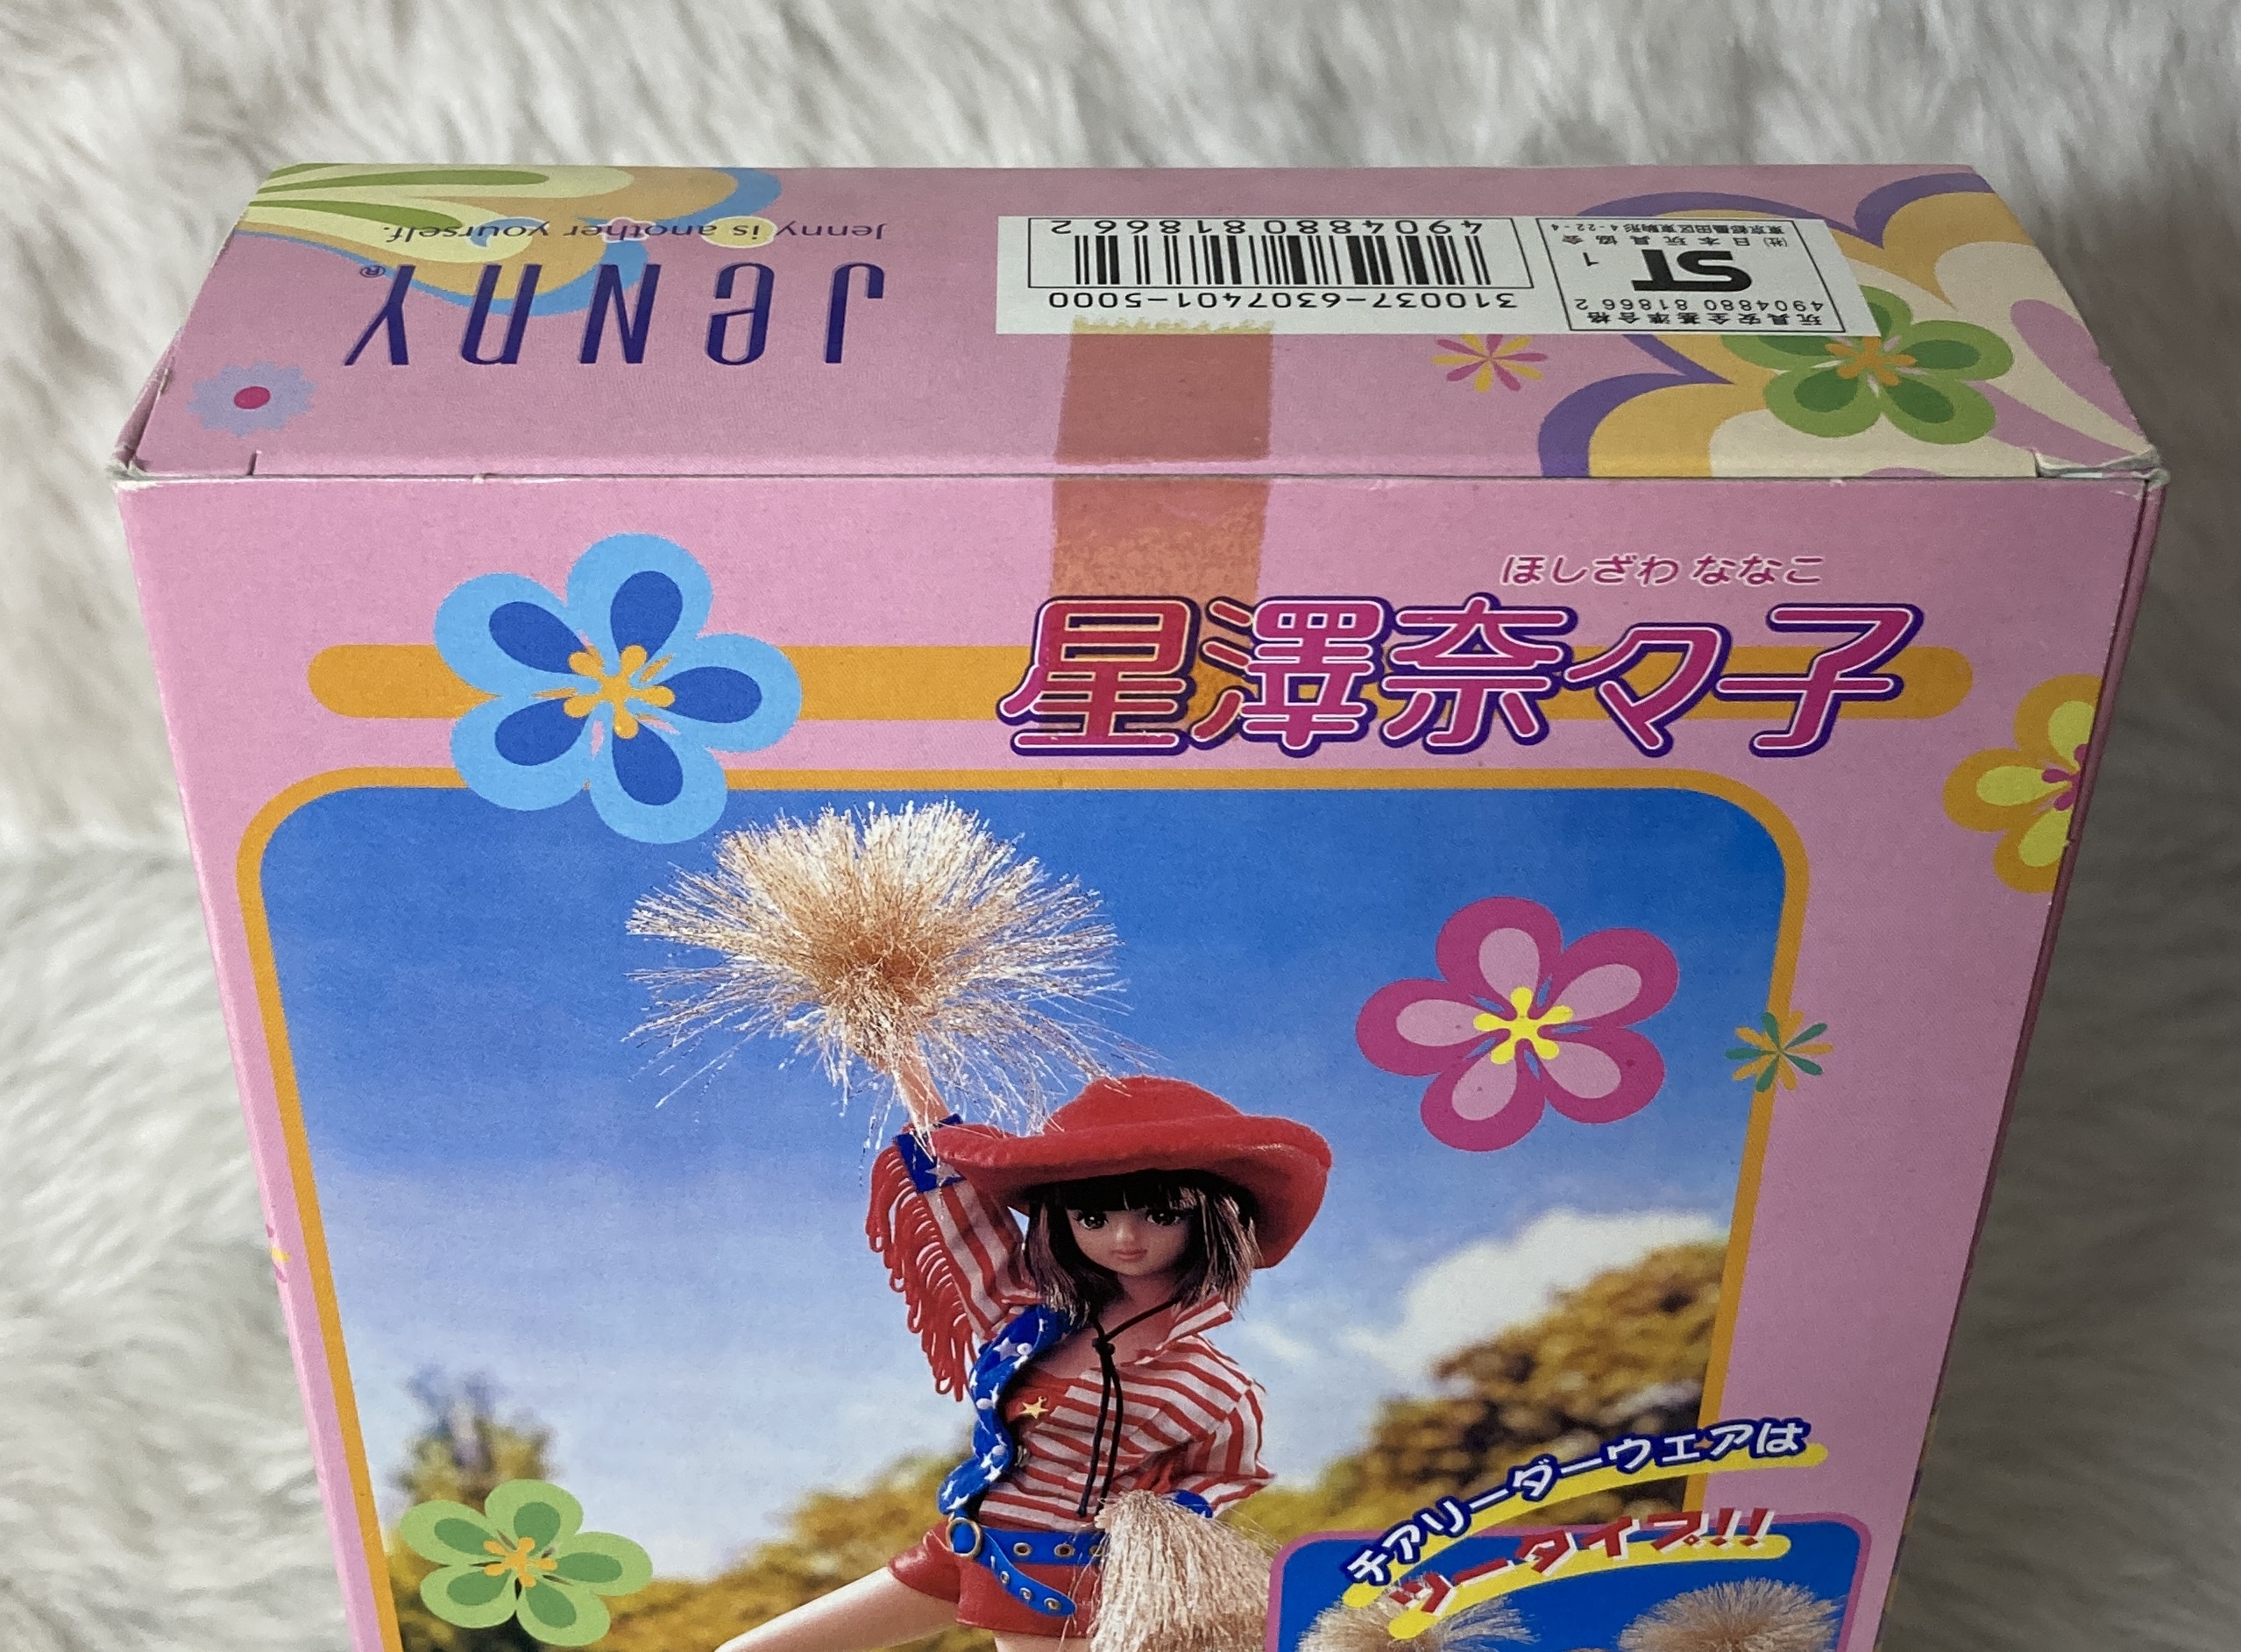 Jenny is another yourself.
JeNNY®
310037-6307401-5000
4904880818662
玩具安全基準合格
4904880 81866 2
ST
1
(社)日本玩具協会
東京都墨田区東駒形4-22-4
ほしざわ ななこ
星澤奈々子
チアリーダーウェアは
ツータイプ!!